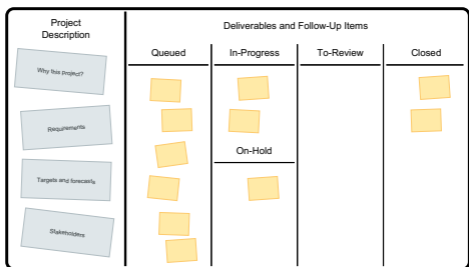 Project
Description
Deliverables and Follow-Up Items
Queued
In-Progress
To-Review
Closed
Why this project?
Requirements
On-Hold
Targets and forecasts
Stakeholders